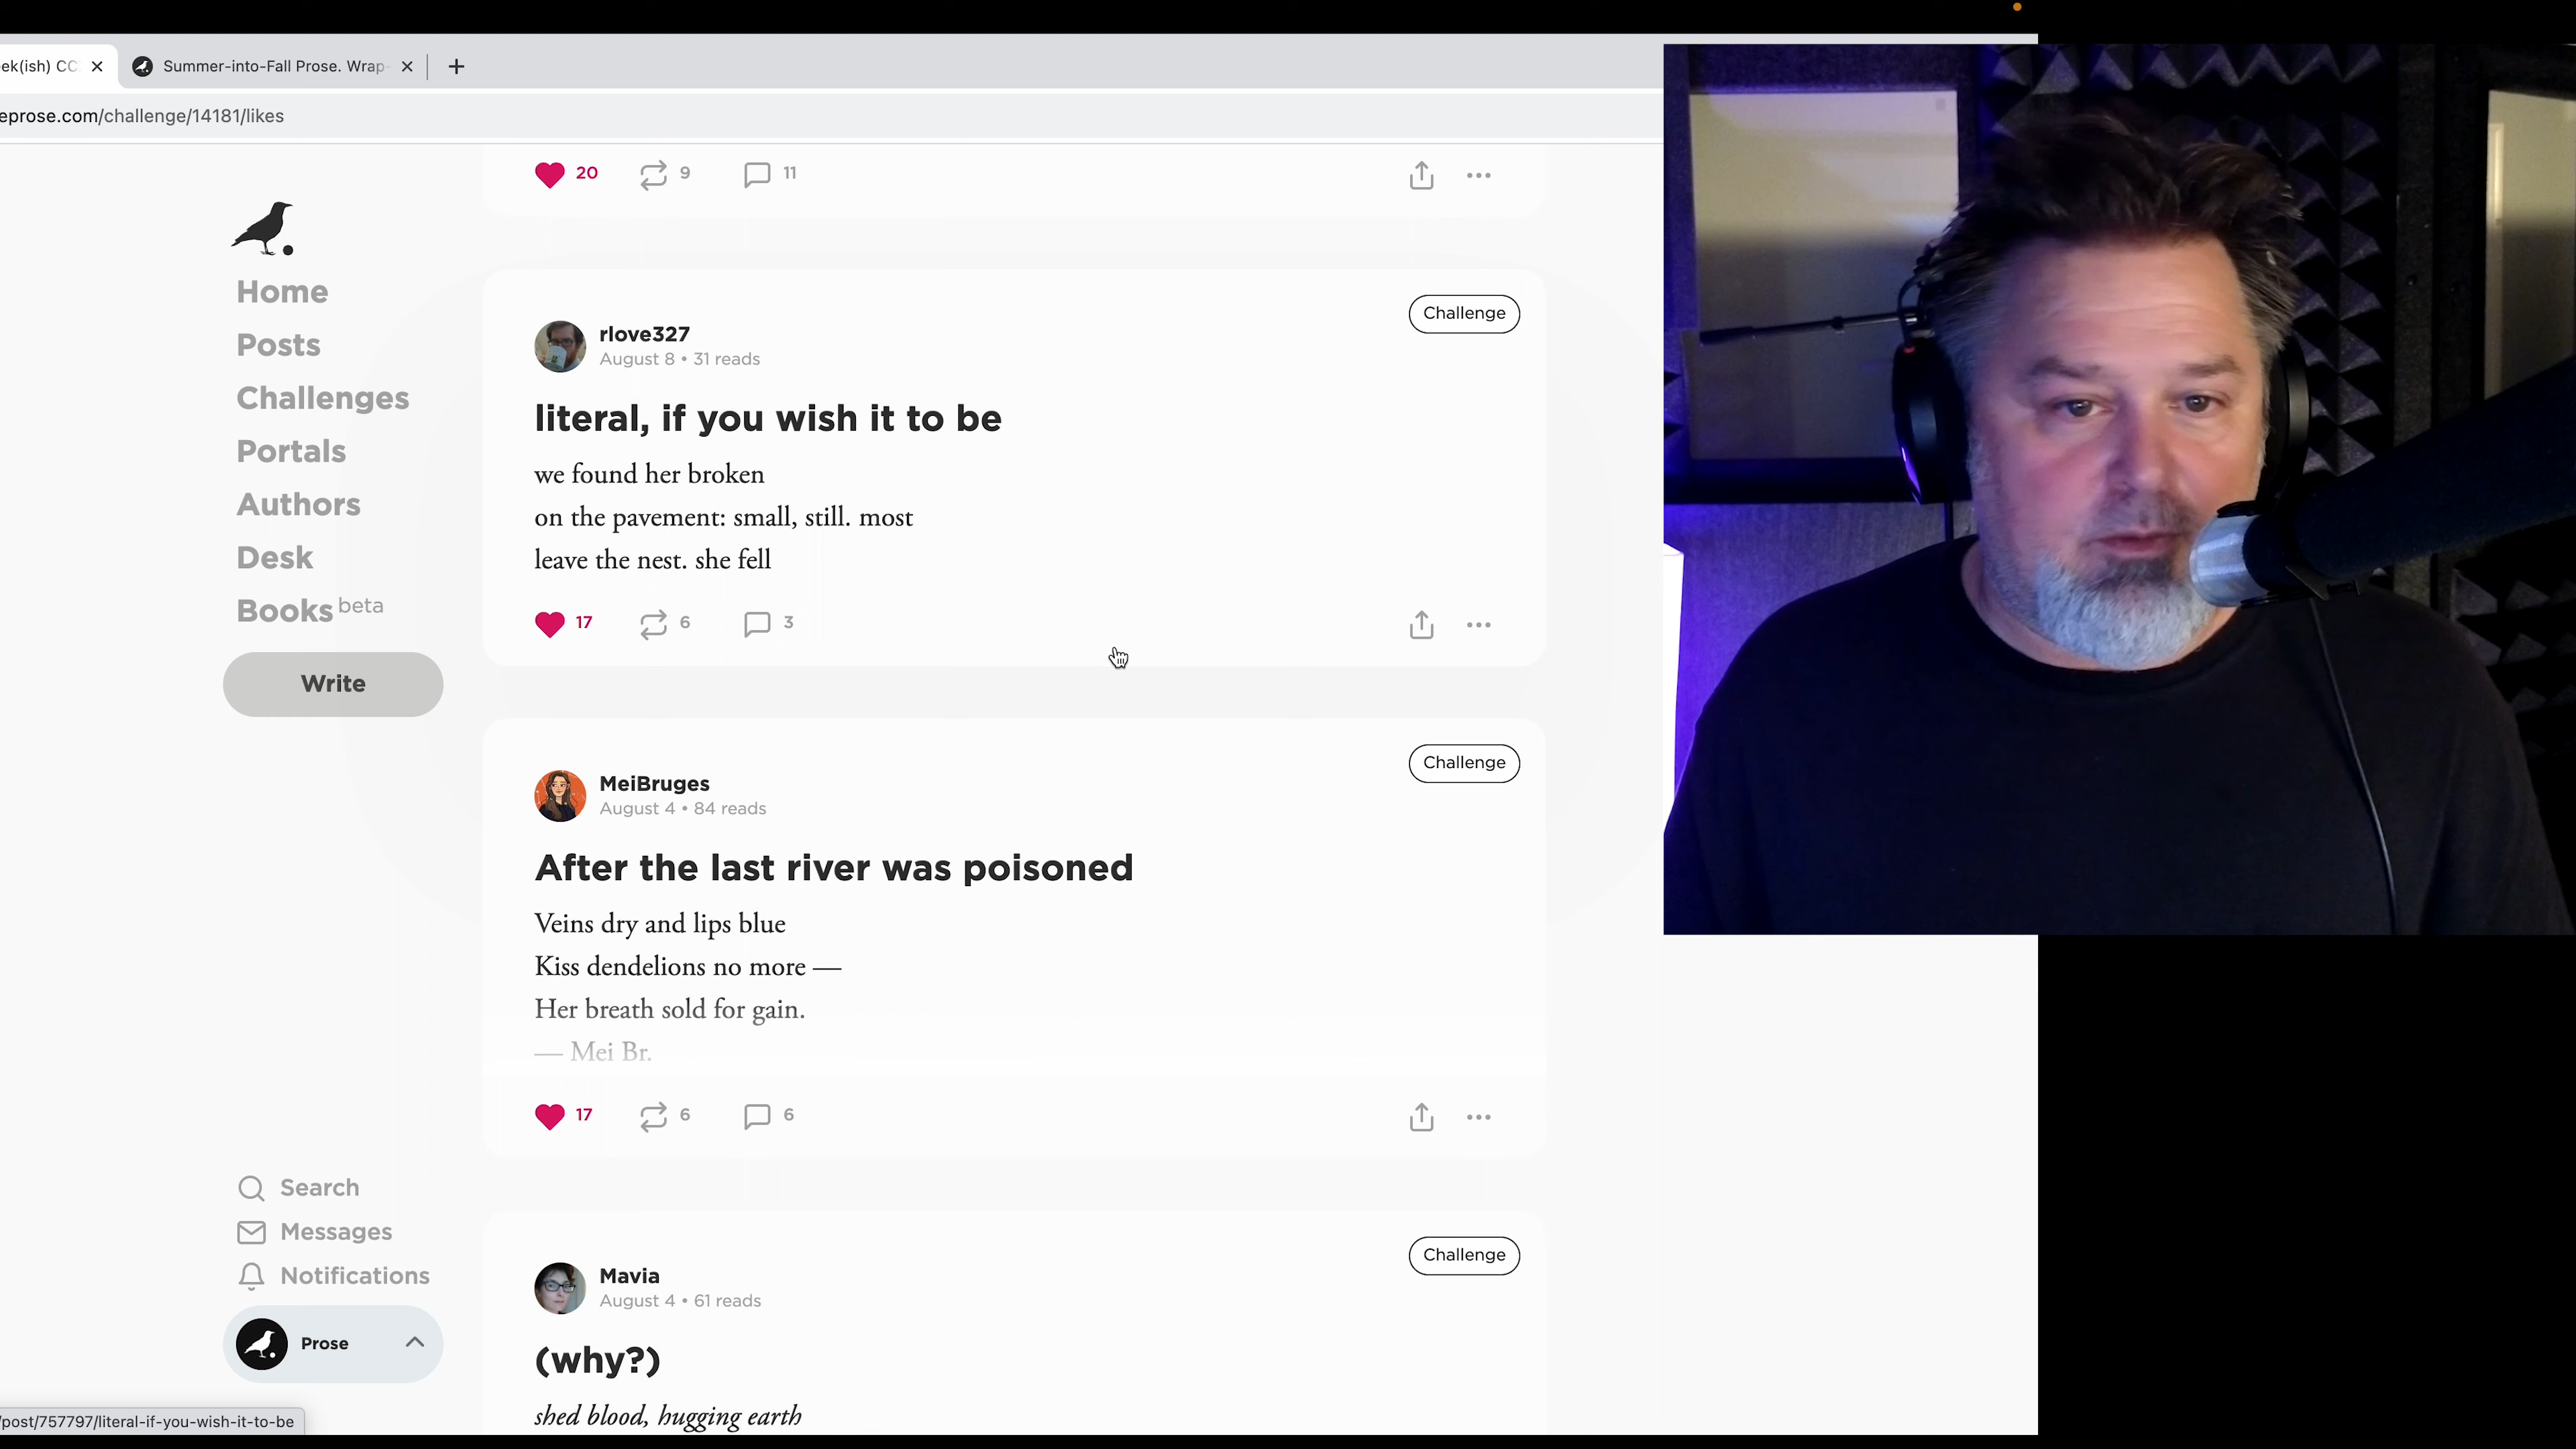 ek(ish) CC
Summer-into-Fall Prose. Wrap-
eprose.com/challenge/14181/likes
20 9 11
Home
Posts
Challenges
Portals
Authors
Desk
Books beta
Write
Challenge
rlove327
August 8 • 31 reads
literal, if you wish it to be
we found her broken
on the pavement: small, still. most
leave the nest. she fell
17 6 3
Challenge
MeiBruges
August 4 • 84 reads
After the last river was poisoned
Veins dry and lips blue
Kiss dendelions no more —
Her breath sold for gain.
— Mei Br.
17 6 6
Challenge
Mavia
August 4 • 61 reads
(why?)
shed blood, hugging earth
Search
Messages
Notifications
Prose
/post/757797/literal-if-you-wish-it-to-be